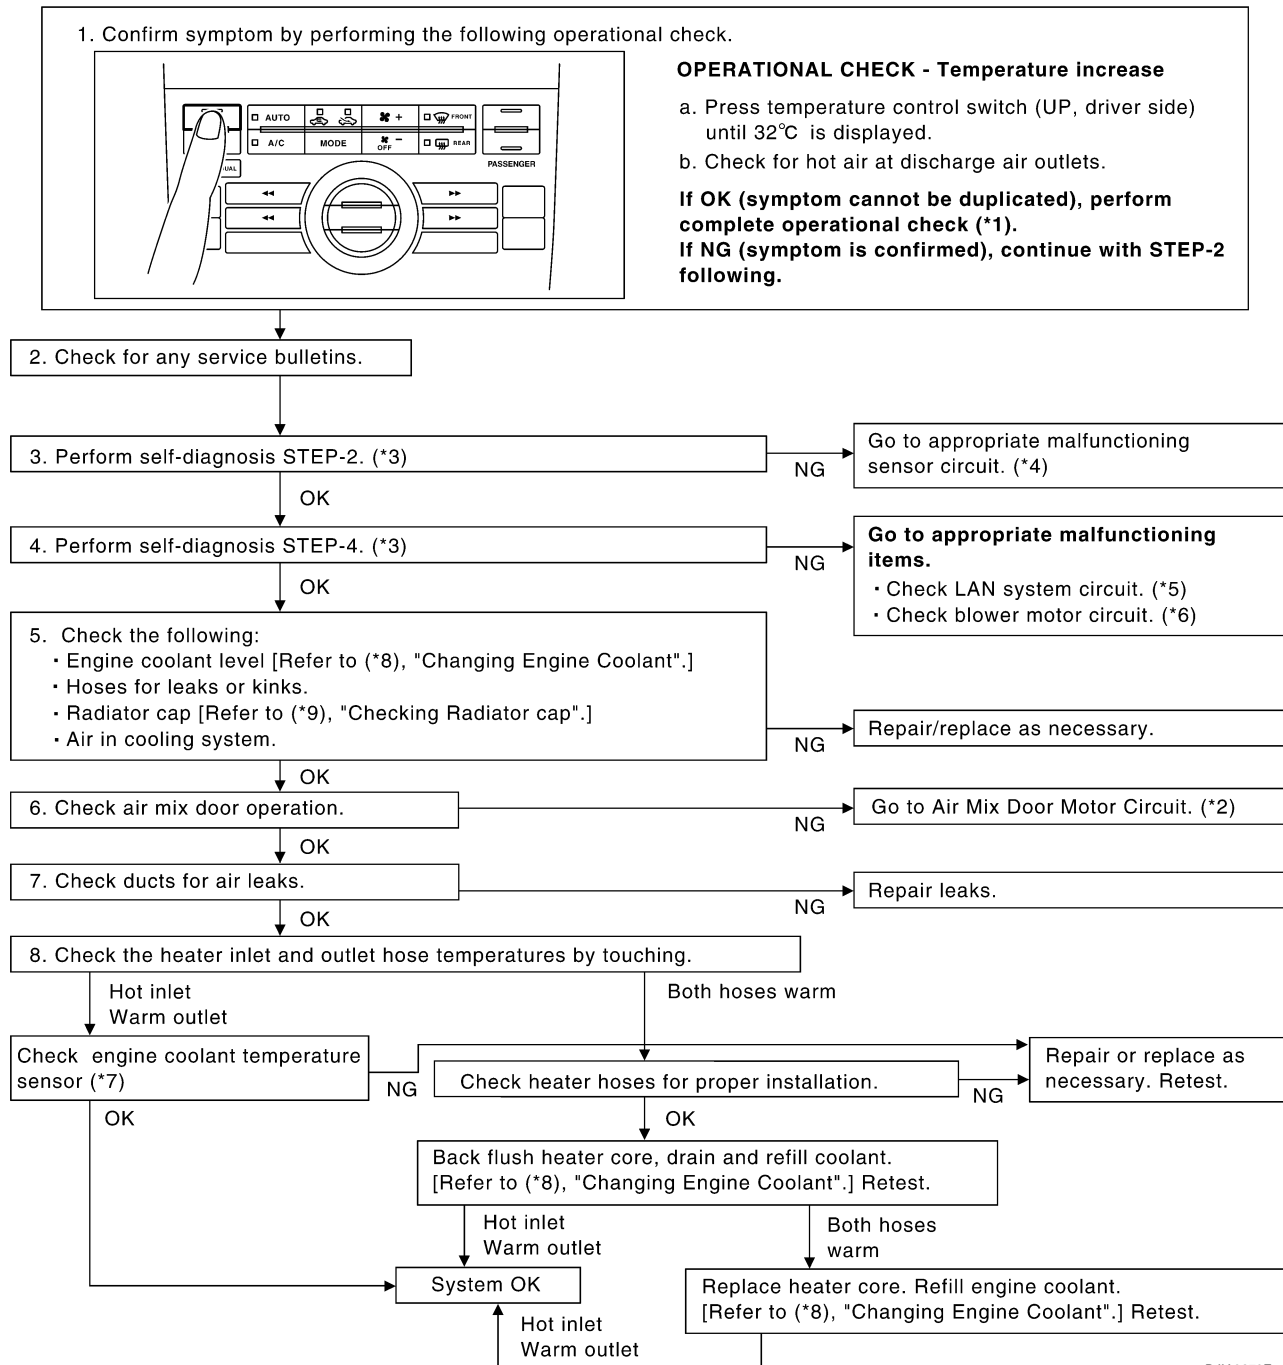 1. Confirm symptom by performing the following operational check.
AUTO
+
FRONT
A/C
MODE
OFF
−
REAR
UAL
PASSENGER
OPERATIONAL CHECK - Temperature increase
a. Press temperature control switch (UP, driver side)
until 32°C is displayed.
b. Check for hot air at discharge air outlets.
If OK (symptom cannot be duplicated), perform
complete operational check (*1).
If NG (symptom is confirmed), continue with STEP-2
following.
2. Check for any service bulletins.
3. Perform self-diagnosis STEP-2. (*3)
NG
Go to appropriate malfunctioning
sensor circuit. (*4)
OK
4. Perform self-diagnosis STEP-4. (*3)
NG
Go to appropriate malfunctioning
items.
· Check LAN system circuit. (*5)
· Check blower motor circuit. (*6)
OK
5. Check the following:
· Engine coolant level [Refer to (*8), "Changing Engine Coolant".]
· Hoses for leaks or kinks.
· Radiator cap [Refer to (*9), "Checking Radiator cap".]
· Air in cooling system.
NG
Repair/replace as necessary.
OK
6. Check air mix door operation.
NG
Go to Air Mix Door Motor Circuit. (*2)
OK
7. Check ducts for air leaks.
NG
Repair leaks.
OK
8. Check the heater inlet and outlet hose temperatures by touching.
Hot inlet
Warm outlet
Both hoses warm
Check engine coolant temperature
sensor (*7)
NG
OK
Check heater hoses for proper installation.
NG
Repair or replace as
necessary. Retest.
OK
Back flush heater core, drain and refill coolant.
[Refer to (*8), "Changing Engine Coolant".] Retest.
Hot inlet
Warm outlet
Both hoses
warm
System OK
Replace heater core. Refill engine coolant.
[Refer to (*8), "Changing Engine Coolant".] Retest.
Hot inlet
Warm outlet